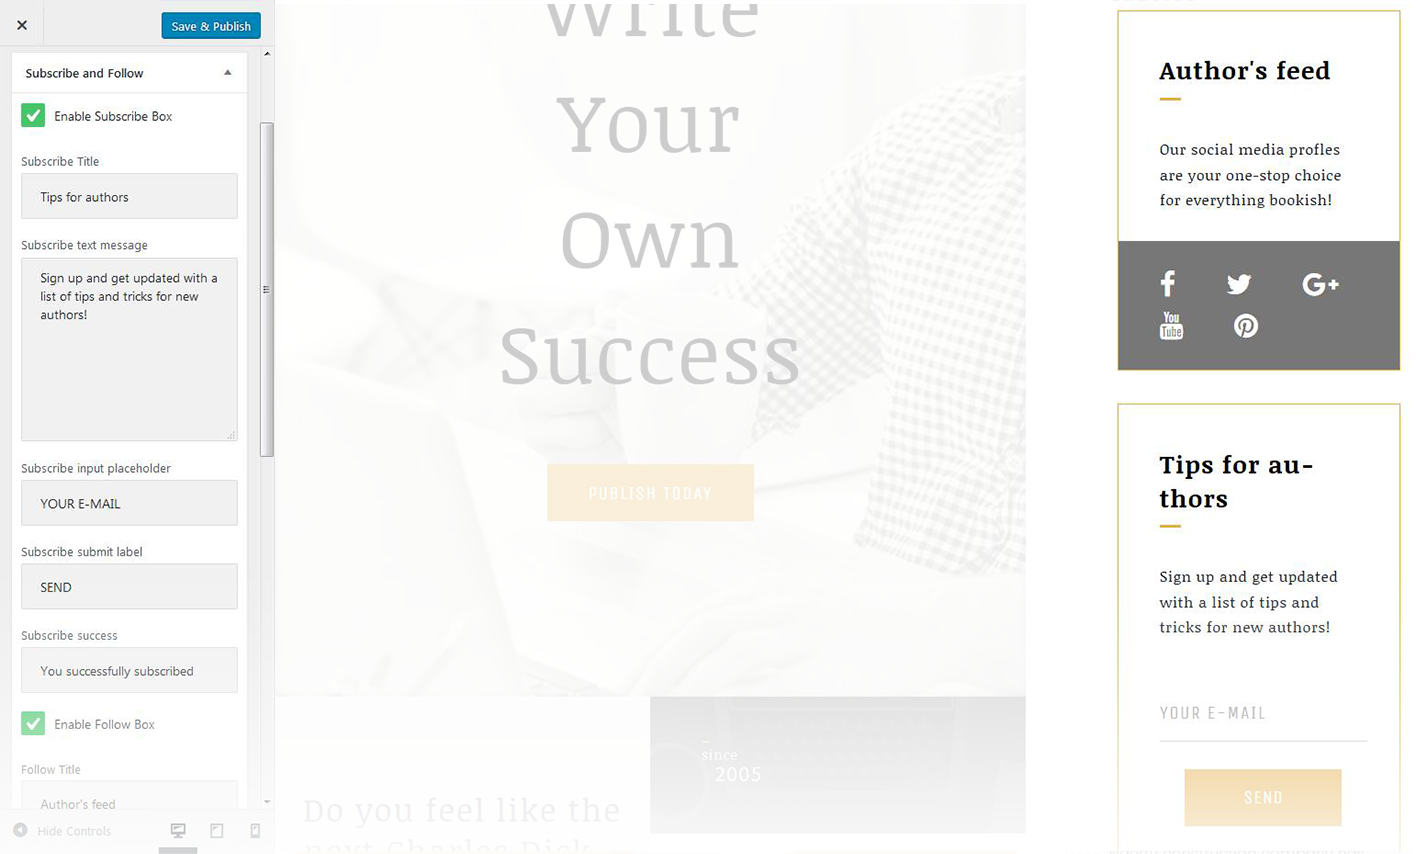 Save & Publish
Subscribe and Follow
Enable Subscribe Box
Subscribe Title
Tips for authors
Subscribe text message
Sign up and get updated with a
list of tips and tricks for new
authors!
Subscribe input placeholder
YOUR E-MAIL
Subscribe submit label
SEND
Subscribe success
You successfully subscribed
Enable Follow Box
Follow Title
Author's feed
Hide Controls
Write
Your
Own
Success
PUBLISH TODAY
since
2005
Do you feel like the
next Charles Dick-
Author's feed
Our social media profles
are your one-stop choice
for everything bookish!
You
Tube
Tips for au-
thors
Sign up and get updated
with a list of tips and
tricks for new authors!
YOUR E-MAIL
SEND